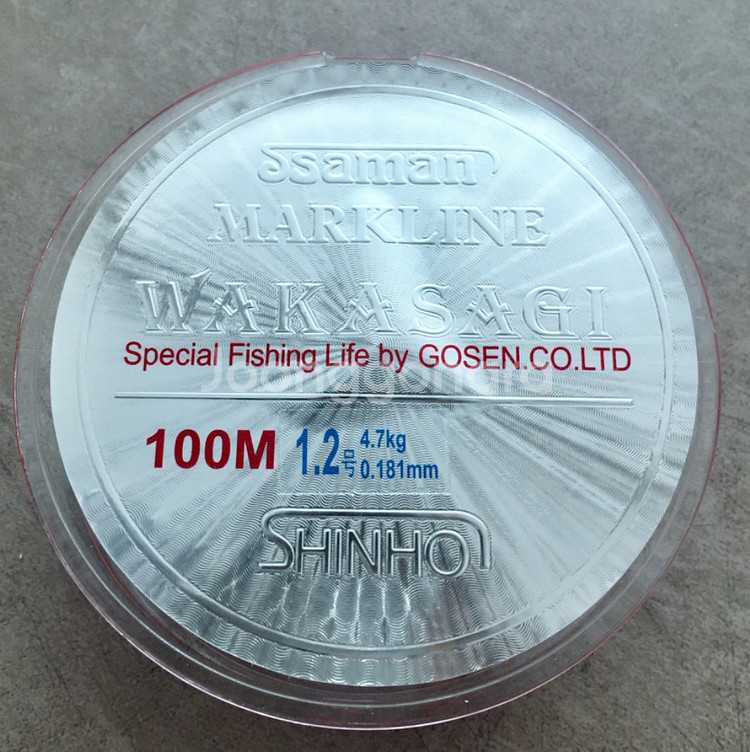 Ssaman
MARKLINE
WAKASAGI
Special Fishing Life by GOSEN.CO.LTD
Joonggonara
100M 1.2号 4.7kg
0.181mm
SHINHO